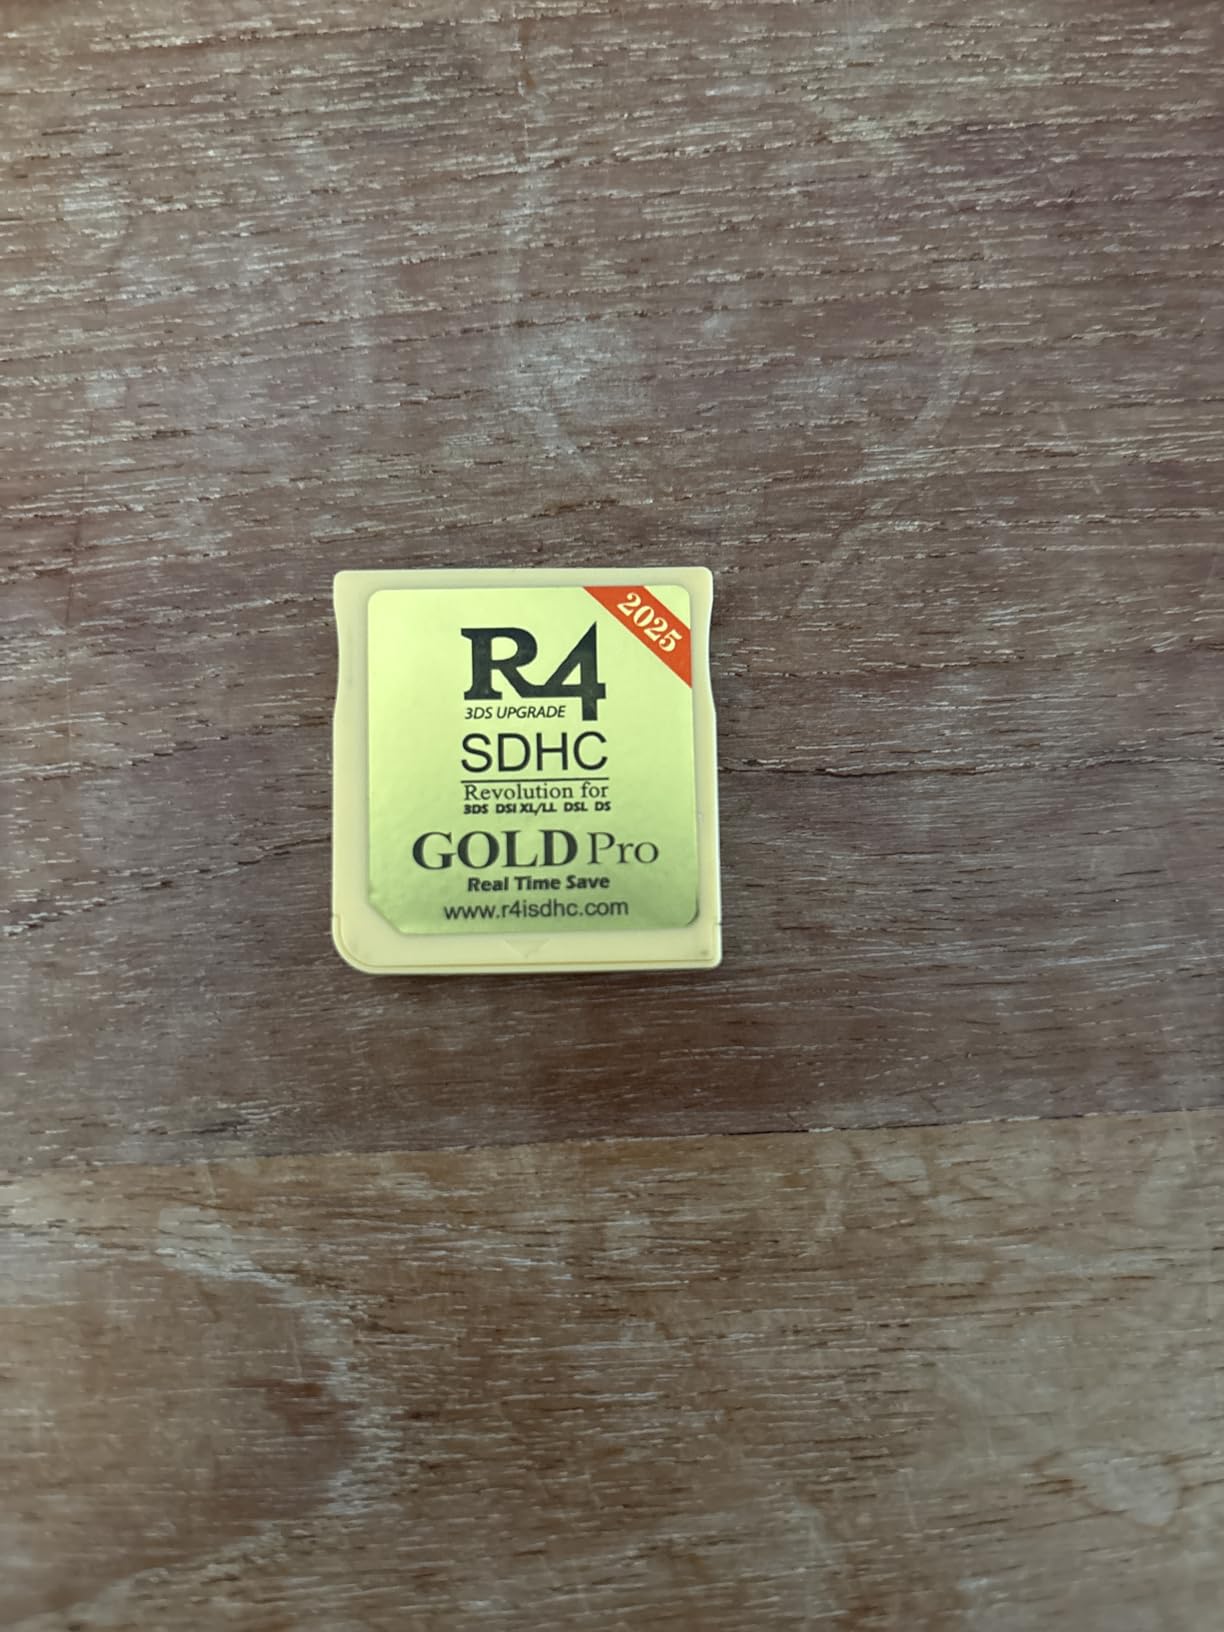 2025
R4
3DS UPGRADE
SDHC
Revolution for
3DS DSI XL/LL DSL DS
GOLD Pro
Real Time Save
www.r4isdhc.com